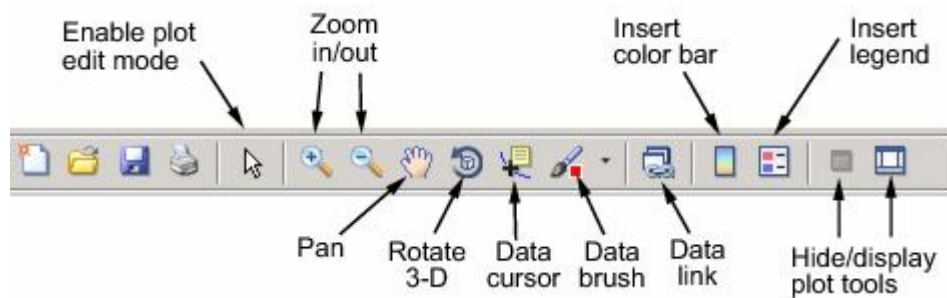 Enable plot
edit mode
Zoom
in/out
Insert
color bar
Insert
legend
Pan
Rotate
3-D
Data
cursor
Data
brush
Data
link
Hide/display
plot tools